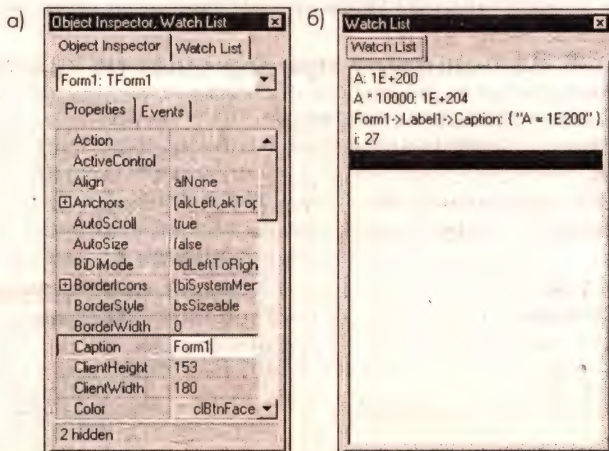 а)
Object Inspector, Watch List
Object Inspector Watch List
Form1: TForm1
Properties Events
Action
ActiveControl
Align alNone
Anchors [akLeft,akTop
AutoScroll true
AutoSize false
BiDiMode bdLeftToRigh
BorderIcons [biSystemMer
BorderStyle bsSizeable
BorderWidth 0
Caption Form1
ClientHeight 153
ClientWidth 180
Color clBtnFace
2 hidden
б)
Watch List
Watch List
A: 1E+200
A * 10000: 1E+204
Form1->Label1->Caption: { "A = 1E200" }
i: 27